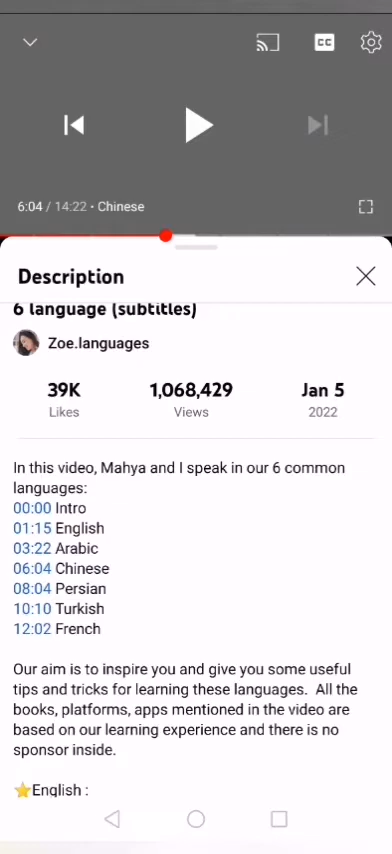 CC
6:04 / 14:22 • Chinese
Description
6 language (subtitles)
Zoe.languages
39K 1,068,429 Jan 5
Likes Views 2022
In this video, Mahya and I speak in our 6 common
languages:
00:00 Intro
01:15 English
03:22 Arabic
06:04 Chinese
08:04 Persian
10:10 Turkish
12:02 French
Our aim is to inspire you and give you some useful
tips and tricks for learning these languages.  All the
books, platforms, apps mentioned in the video are
based on our learning experience and there is no
sponsor inside.
⭐English :